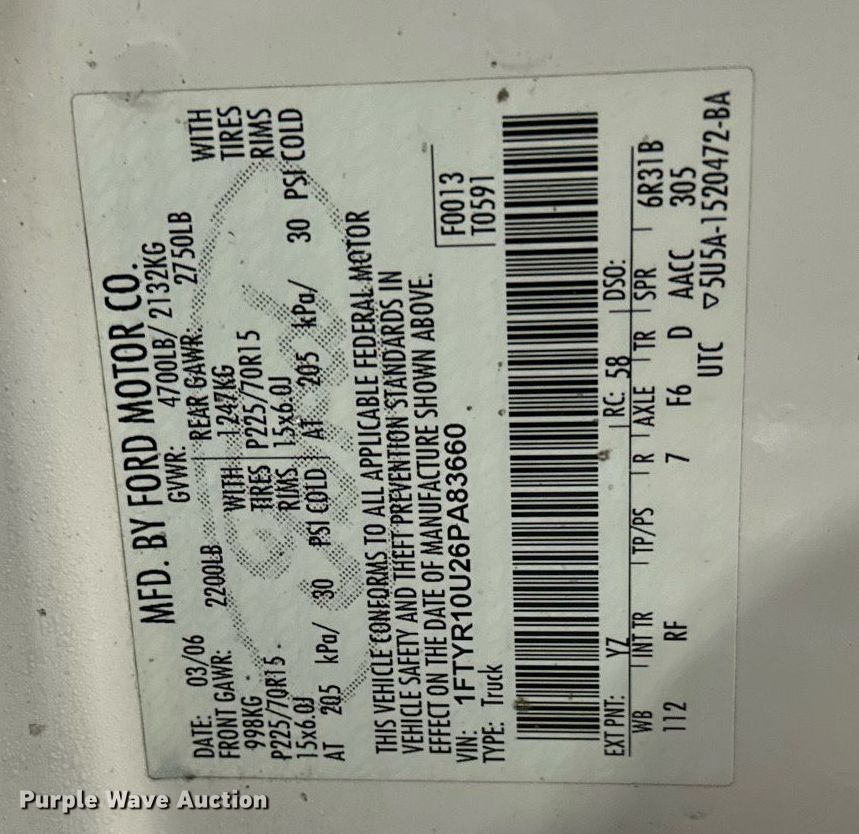 MFD. BY FORD MOTOR CO.
DATE: 03/06 GVWR: 4700LB/ 2132KG
FRONT GAWR: 2200LB REAR GAWR: 2750LB
998KG WITH 1247KG WITH
P225/70R15 TIRES P225/70R15 TIRES
15x6.0J RIMS 15x6.0J RIMS
AT 205 kPa/ 30 PSI COLD AT 205 kPa/ 30 PSI COLD
THIS VEHICLE CONFORMS TO ALL APPLICABLE FEDERAL MOTOR
VEHICLE SAFETY AND THEFT PREVENTION STANDARDS IN
EFFECT ON THE DATE OF MANUFACTURE SHOWN ABOVE.
VIN: 1FTYR10U26PA83660 F0013
TYPE: Truck T0591
EXT PNT: YZ RC: 58 DSO:
WB INT TR TP/PS R AXLE TR SPR 6R31B
112 RF 7 F6 D AACC 305
UTC ▽5U5A-1520472-BA
Purple Wave Auction